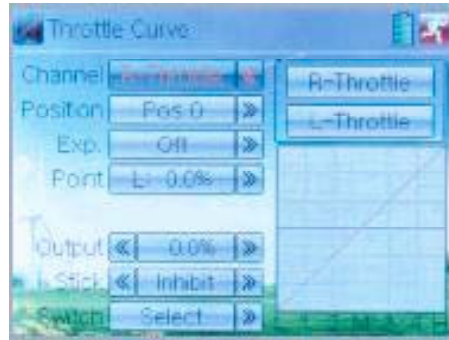 Throttle Curve
Channel R-Throttle
Position Pos 0
Exp. Off
Point L: 0.0%
Output 0.0%
Stick Inhibit
Switch Select
R-Throttle
L-Throttle